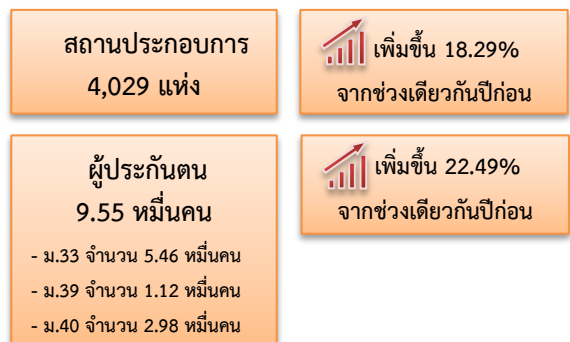 สถานประกอบการ
4,029 แห่ง
เพิ่มขึ้น 18.29%
จากช่วงเดียวกันปีก่อน
ผู้ประกันตน
9.55 หมื่นคน
- ม.33 จำนวน 5.46 หมื่นคน
- ม.39 จำนวน 1.12 หมื่นคน
- ม.40 จำนวน 2.98 หมื่นคน
เพิ่มขึ้น 22.49%
จากช่วงเดียวกันปีก่อน